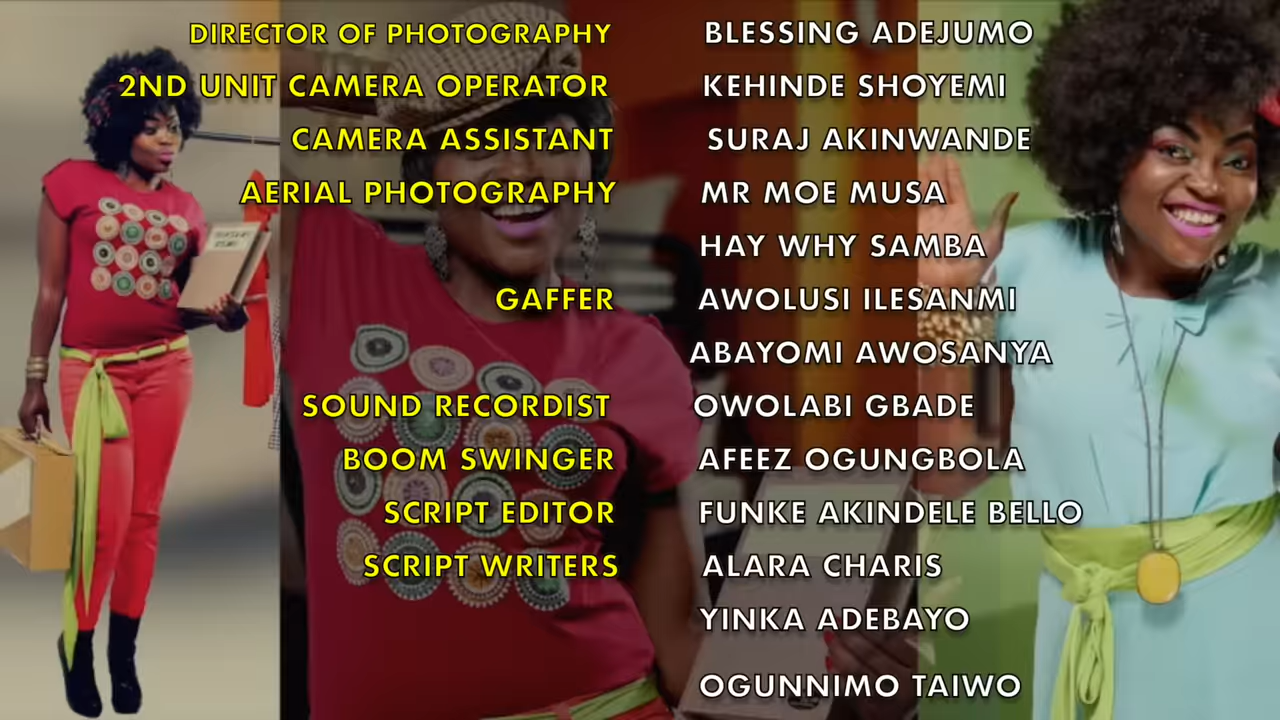 DIRECTOR OF PHOTOGRAPHY BLESSING ADEJUMO
2ND UNIT CAMERA OPERATOR KEHINDE SHOYEMI
CAMERA ASSISTANT SURAJ AKINWANDE
AERIAL PHOTOGRAPHY MR MOE MUSA
HAY WHY SAMBA
GAFFER AWOLUSI ILESANMI
ABAYOMI AWOSANYA
SOUND RECORDIST OWOLABI GBADE
BOOM SWINGER AFEEZ OGUNGBOLA
SCRIPT EDITOR FUNKE AKINDELE BELLO
SCRIPT WRITERS ALARA CHARIS
YINKA ADEBAYO
OGUNNIMO TAIWO